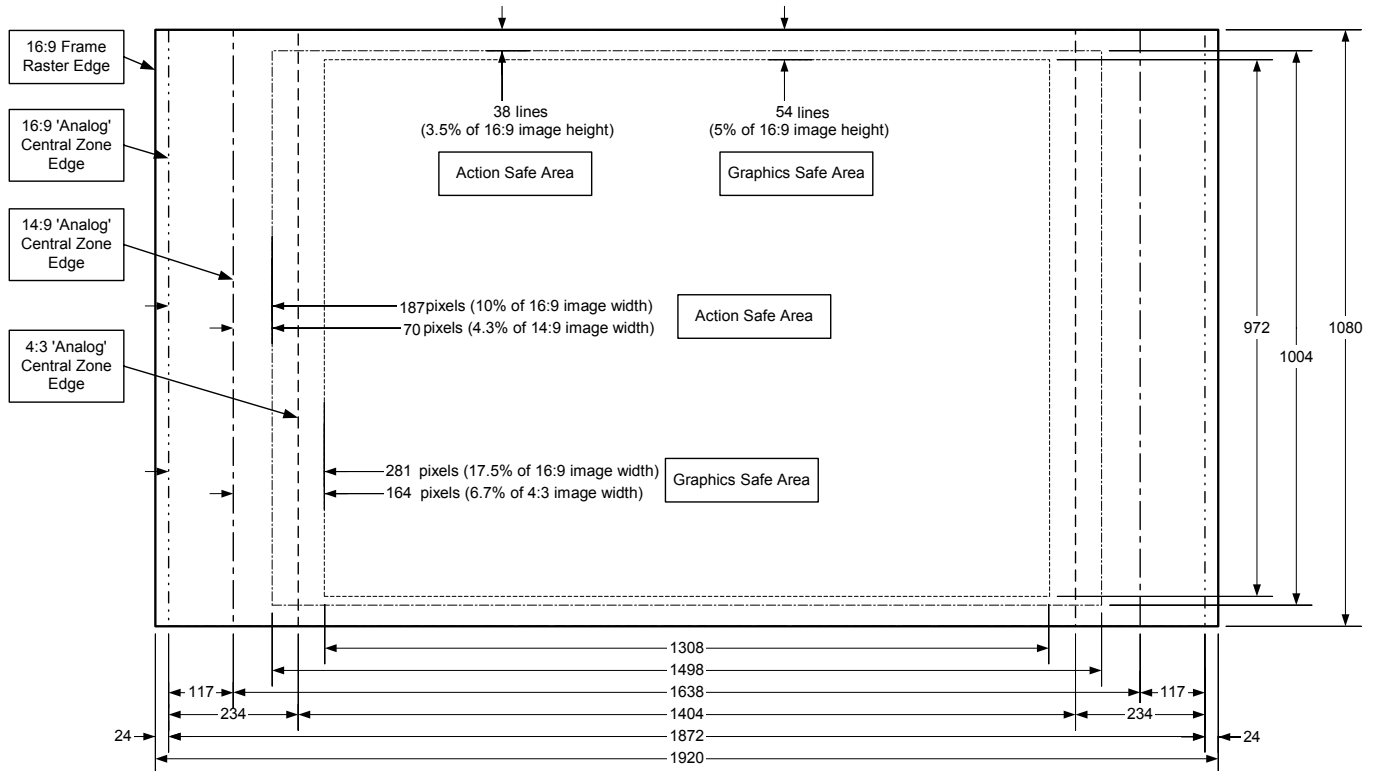 16:9 Frame
Raster Edge
16:9 'Analog'
Central Zone
Edge
14:9 'Analog'
Central Zone
Edge
4:3 'Analog'
Central Zone
Edge
38 lines
(3.5% of 16:9 image height)
Action Safe Area
54 lines
(5% of 16:9 image height)
Graphics Safe Area
187 pixels (10% of 16:9 image width)
70 pixels (4.3% of 14:9 image width)
Action Safe Area
281 pixels (17.5% of 16:9 image width)
164 pixels (6.7% of 4:3 image width)
Graphics Safe Area
972
1004
1080
1308
1498
117
1638
117
234
1404
234
24
1872
24
1920